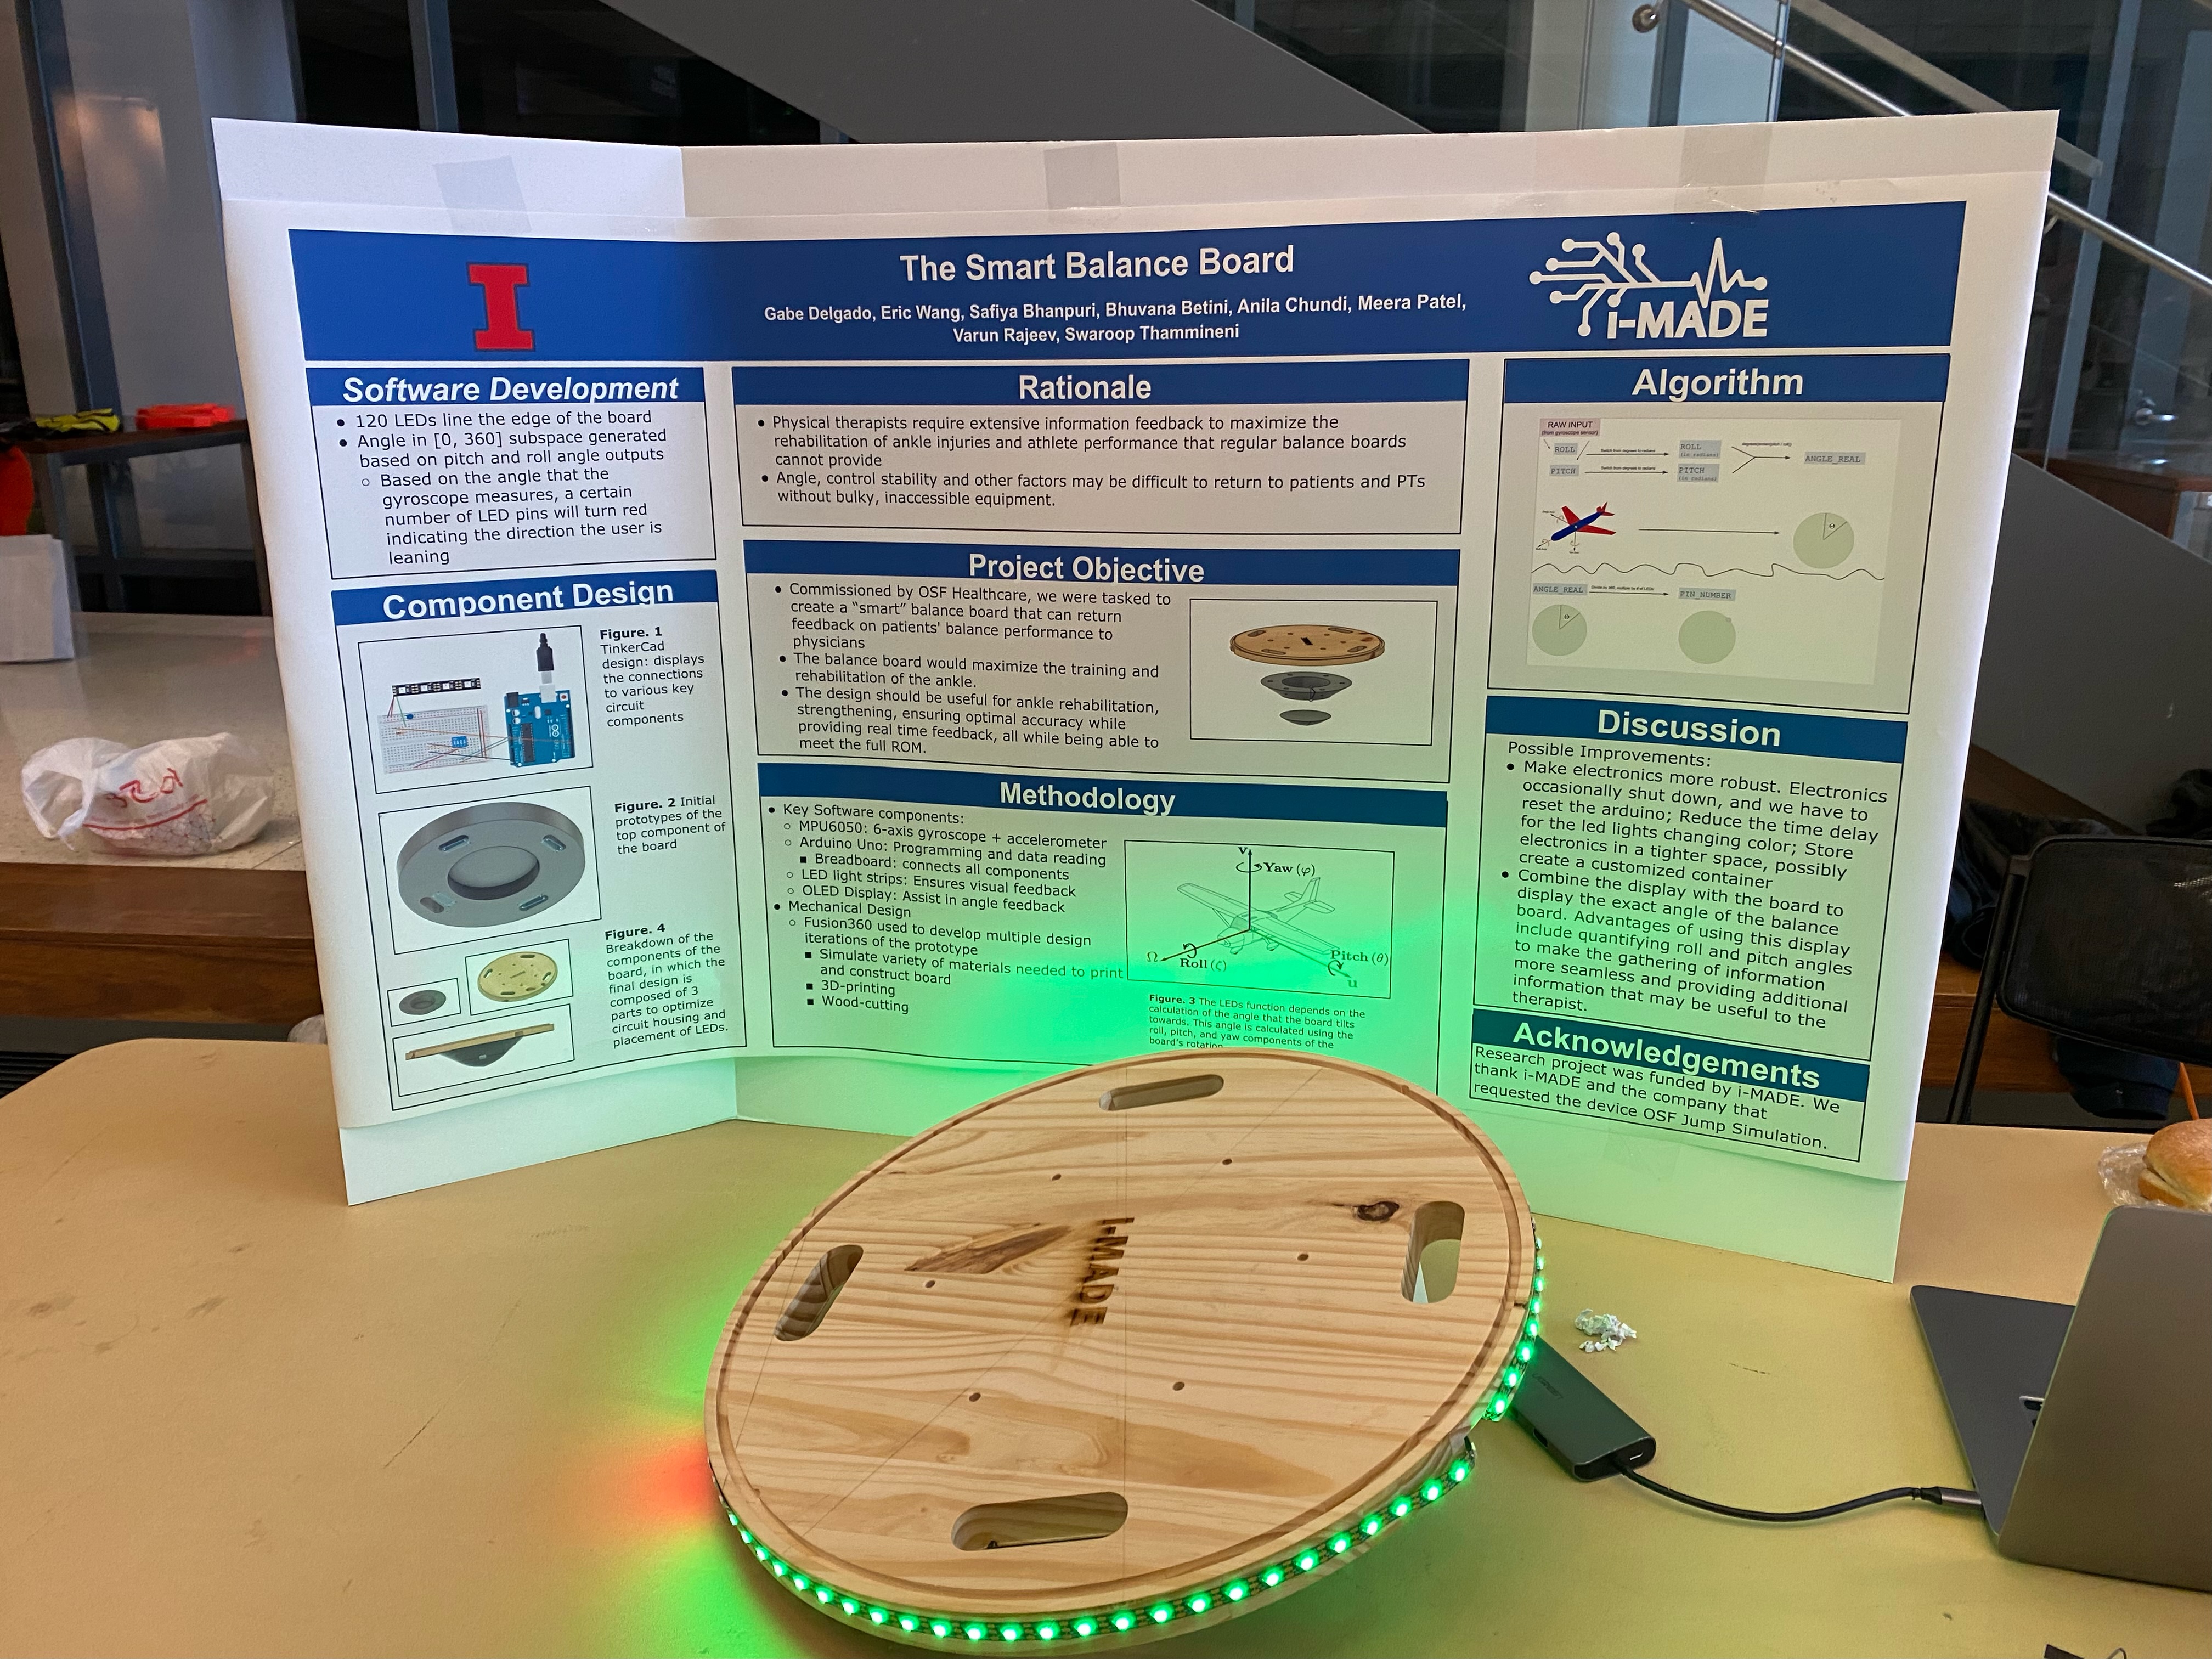 The Smart Balance Board
Gabe Delgado, Eric Wang, Safiya Bhanpuri, Bhuvana Betini, Anila Chundi, Meera Patel,
Varun Rajeev, Swaroop Thammineni
i-MADE
Software Development
• 120 LEDs line the edge of the board
• Angle in [0, 360] subspace generated
based on pitch and roll angle outputs
○ Based on the angle that the
gyroscope measures, a certain
number of LED pins will turn red
indicating the direction the user is
leaning
Component Design
Figure. 1
TinkerCad
design: displays
the connections
to various key
circuit
components
Figure. 2 Initial
prototypes of the
top component of
the board
Figure. 4
Breakdown of the
components of the
board, in which the
final design is
composed of 3
parts to optimize
circuit housing and
placement of LEDs.
Rationale
• Physical therapists require extensive information feedback to maximize the
rehabilitation of ankle injuries and athlete performance that regular balance boards
cannot provide
• Angle, control stability and other factors may be difficult to return to patients and PTs
without bulky, inaccessible equipment.
Project Objective
• Commissioned by OSF Healthcare, we were tasked to
create a “smart” balance board that can return
feedback on patients' balance performance to
physicians
• The balance board would maximize the training and
rehabilitation of the ankle.
• The design should be useful for ankle rehabilitation,
strengthening, ensuring optimal accuracy while
providing real time feedback, all while being able to
meet the full ROM.
Methodology
• Key Software components:
○ MPU6050: 6-axis gyroscope + accelerometer
○ Arduino Uno: Programming and data reading
▪ Breadboard: connects all components
○ LED light strips: Ensures visual feedback
○ OLED Display: Assist in angle feedback
• Mechanical Design
○ Fusion360 used to develop multiple design
iterations of the prototype
▪ Simulate variety of materials needed to print
and construct board
▪ 3D-printing
▪ Wood-cutting
v
Yaw (φ)
Pitch (θ)
Ω
Roll (ζ)
u
Figure. 3 The LEDs function depends on the
calculation of the angle that the board tilts
towards. This angle is calculated using the
roll, pitch, and yaw components of the
board's rotation
Algorithm
RAW INPUT
(from gyroscope sensor)
ROLL
Switch from degrees to radians
ROLL
(in radians)
ANGLE_REAL
PITCH
Switch from degrees to radians
PITCH
(in radians)
Θ
ANGLE_REAL
PIN_NUMBER
Θ
Discussion
Possible Improvements:
• Make electronics more robust. Electronics
occasionally shut down, and we have to
reset the arduino; Reduce the time delay
for the led lights changing color; Store
electronics in a tighter space, possibly
create a customized container
• Combine the display with the board to
display the exact angle of the balance
board. Advantages of using this display
include quantifying roll and pitch angles
to make the gathering of information
more seamless and providing additional
information that may be useful to the
therapist.
Acknowledgements
Research project was funded by i-MADE. We
thank i-MADE and the company that
requested the device OSF Jump Simulation.
I-MADE